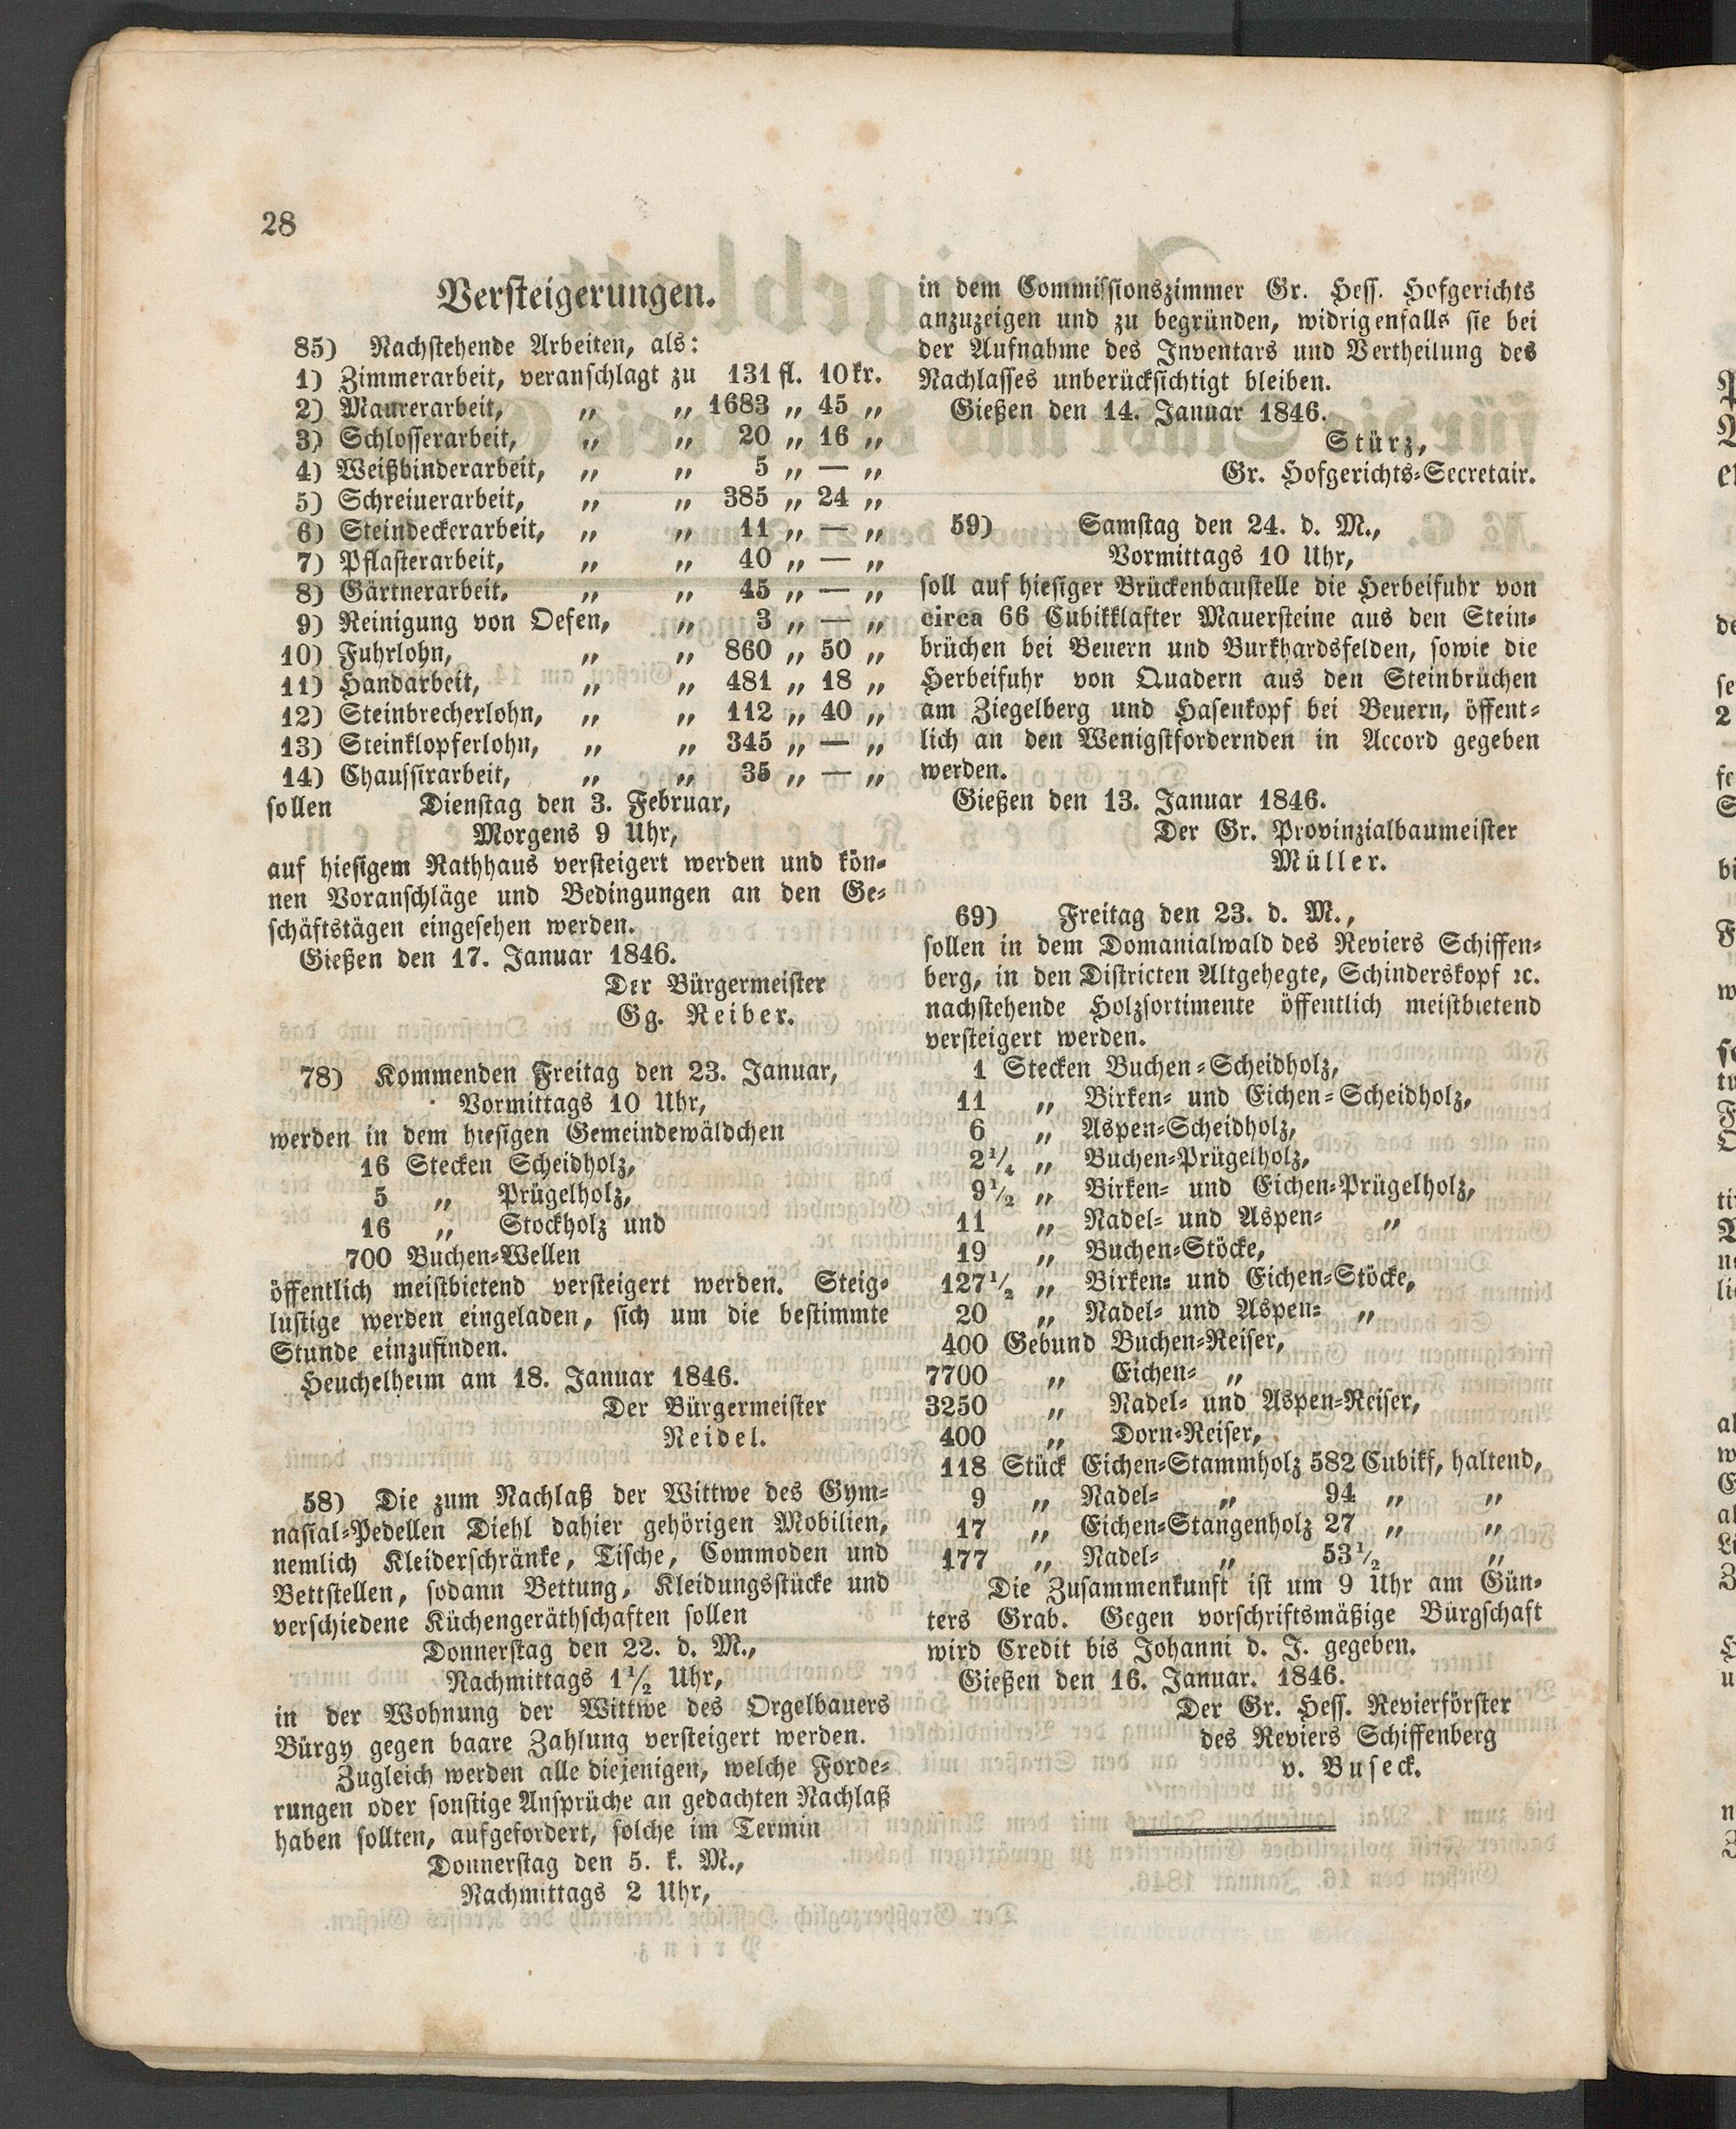 28
Versteigerungen.
85) Nachstehende Arbeiten, als:
1) Zimmerarbeit, veranschlagt zu 131 fl. 10 kr.
2) Maurerarbeit, „ „ 1683 „ 45 „
3) Schlosserarbeit, „ „ 20 „ 16 „
4) Weißbinderarbeit, „ „ 5 „ — „
5) Schreinerarbeit, „ „ 385 „ 24 „
6) Steindeckerarbeit, „ „ 11 „ — „
7) Pflasterarbeit, „ „ 40 „ — „
8) Gärtnerarbeit, „ „ 45 „ — „
9) Reinigung von Oefen, „ 3 „ — „
10) Fuhrlohn, „ „ 860 „ 50 „
11) Handarbeit, „ „ 481 „ 18 „
12) Steinbrecherlohn, „ „ 112 „ 40 „
13) Steinklopferlohn, „ „ 345 „ — „
14) Chaussirarbeit, „ „ 35 „ — „
sollen Dienstag den 3. Februar,
Morgens 9 Uhr,
auf hiesigem Rathhaus versteigert werden und kön-
nen Voranschläge und Bedingungen an den Ge-
schäftstägen eingesehen werden.
Gießen den 17. Januar 1846.
Der Bürgermeister
Gg. Reiber.
78) Kommenden Freitag den 23. Januar,
Vormittags 10 Uhr,
werden in dem hiesigen Gemeindewäldchen
16 Stecken Scheidholz,
5 „ Prügelholz,
16 „ Stockholz und
700 Buchen-Wellen
öffentlich meistbietend versteigert werden. Steig-
lustige werden eingeladen, sich um die bestimmte
Stunde einzufinden.
Heuchelheim am 18. Januar 1846.
Der Bürgermeister
Neidel.
58) Die zum Nachlaß der Wittwe des Gym-
nasial-Pedellen Diehl dahier gehörigen Mobilien,
nemlich Kleiderschränke, Tische, Commoden und
Bettstellen, sodann Bettung, Kleidungsstücke und
verschiedene Küchengeräthschaften sollen
Donnerstag den 22. d. M.,
Nachmittags 1½ Uhr,
in der Wohnung der Wittwe des Orgelbauers
Bürgy gegen baare Zahlung versteigert werden.
Zugleich werden alle diejenigen, welche Forde-
rungen oder sonstige Ansprüche an gedachten Nachlaß
haben sollten, aufgefordert, solche im Termin
Donnerstag den 5. k. M.,
Nachmittags 2 Uhr,
in dem Commissionszimmer Gr. Hess. Hofgerichts
anzuzeigen und zu begründen, widrigenfalls sie bei
der Aufnahme des Inventars und Vertheilung des
Nachlasses unberücksichtigt bleiben.
Gießen den 14. Januar 1846.
Stürz,
Gr. Hofgerichts-Secretair.
59) Samstag den 24. d. M.,
Vormittags 10 Uhr,
soll auf hiesiger Brückenbaustelle die Herbeifuhr von
circa 66 Cubikklafter Mauersteine aus den Stein-
brüchen bei Beuern und Burkhardsfelden, sowie die
Herbeifuhr von Quadern aus den Steinbrüchen
am Ziegelberg und Hasenkopf bei Beuern, öffent-
lich an den Wenigstfordernden in Accord gegeben
werden.
Gießen den 13. Januar 1846.
Der Gr. Provinzialbaumeister
Müller.
69) Freitag den 23. d. M.,
sollen in dem Domanialwald des Reviers Schiffen-
berg, in den Districten Altgehegte, Schinderskopf ꝛc.
nachstehende Holzsortimente öffentlich meistbietend
versteigert werden.
1 Stecken Buchen-Scheidholz,
11 „ Birken- und Eichen-Scheidholz,
6 „ Aspen-Scheidholz,
2¼ „ Buchen-Prügelholz,
9½ „ Birken- und Eichen-Prügelholz,
11 „ Nadel- und Aspen- „
19 „ Buchen-Stöcke,
127½ „ Birken- und Eichen-Stöcke,
20 „ Nadel- und Aspen- „
400 Gebund Buchen-Reiser,
7700 „ Eichen- „
3250 „ Nadel- und Aspen-Reiser,
400 „ Dorn-Reiser,
118 Stück Eichen-Stammholz 582 Cubikf, haltend,
9 „ Nadel- „ 94 „ „
17 „ Eichen-Stangenholz 27 „ „
177 „ Nadel- „ 53½ „
Die Zusammenkunft ist um 9 Uhr am Gün-
ters Grab. Gegen vorschriftsmäßige Bürgschaft
wird Credit bis Johanni d. J. gegeben.
Gießen den 16. Januar. 1846.
Der Gr. Hess. Revierförster
des Reviers Schiffenberg
v. Buseck.